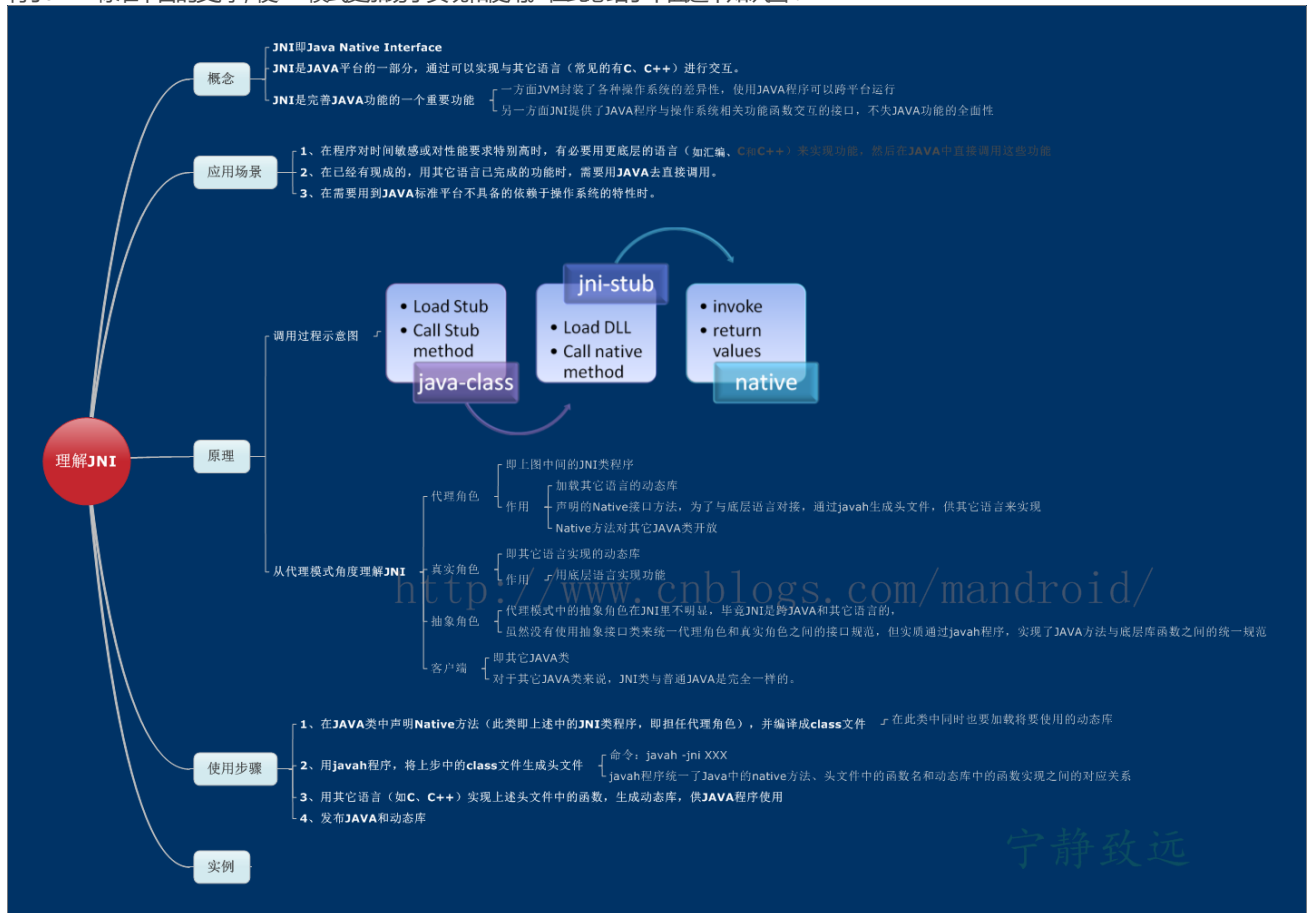 理解JNI
概念
JNI即Java Native Interface
JNI是JAVA平台的一部分，通过可以实现与其它语言（常见的有C、C++）进行交互。
JNI是完善JAVA功能的一个重要功能
一方面JVM封装了各种操作系统的差异性，使用JAVA程序可以跨平台运行
另一方面JNI提供了JAVA程序与操作系统相关功能函数交互的接口，不失JAVA功能的全面性
应用场景
1、在程序对时间敏感或对性能要求特别高时，有必要用更底层的语言（如汇编、C和C++）来实现功能，然后在JAVA中直接调用这些功能
2、在已经有现成的，用其它语言已完成的功能时，需要用JAVA去直接调用。
3、在需要用到JAVA标准平台不具备的依赖于操作系统的特性时。
原理
调用过程示意图
• Load Stub
• Call Stub
method
java-class
jni-stub
• Load DLL
• Call native
method
• invoke
• return
values
native
从代理模式角度理解JNI
代理角色
即上图中间的JNI类程序
作用
加载其它语言的动态库
声明的Native接口方法，为了与底层语言对接，通过javah生成头文件，供其它语言来实现
Native方法对其它JAVA类开放
真实角色
即其它语言实现的动态库
作用
用底层语言实现功能
抽象角色
代理模式中的抽象角色在JNI里不明显，毕竟JNI是跨JAVA和其它语言的，
虽然没有使用抽象接口类来统一代理角色和真实角色之间的接口规范，但实质通过javah程序，实现了JAVA方法与底层库函数之间的统一规范
客户端
即其它JAVA类
对于其它JAVA类来说，JNI类与普通JAVA是完全一样的。
http://www.cnblogs.com/mandroid/
使用步骤
1、在JAVA类中声明Native方法（此类即上述中的JNI类程序，即担任代理角色），并编译成class文件
在此类中同时也要加载将要使用的动态库
2、用javah程序，将上步中的class文件生成头文件
命令：javah -jni XXX
javah程序统一了Java中的native方法、头文件中的函数名和动态库中的函数实现之间的对应关系
3、用其它语言（如C、C++）实现上述头文件中的函数，生成动态库，供JAVA程序使用
4、发布JAVA和动态库
实例
宁静致远